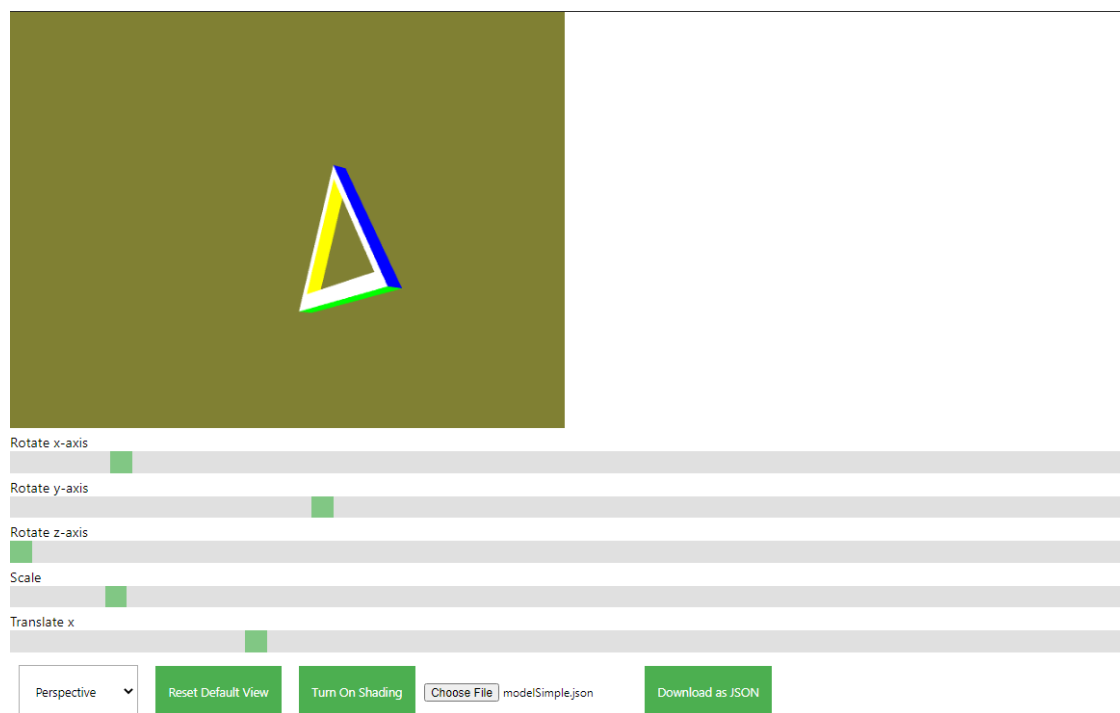 Rotate x-axis
Rotate y-axis
Rotate z-axis
Scale
Translate x
Perspective Reset Default View Turn On Shading Choose File modelSimple.json Download as JSON